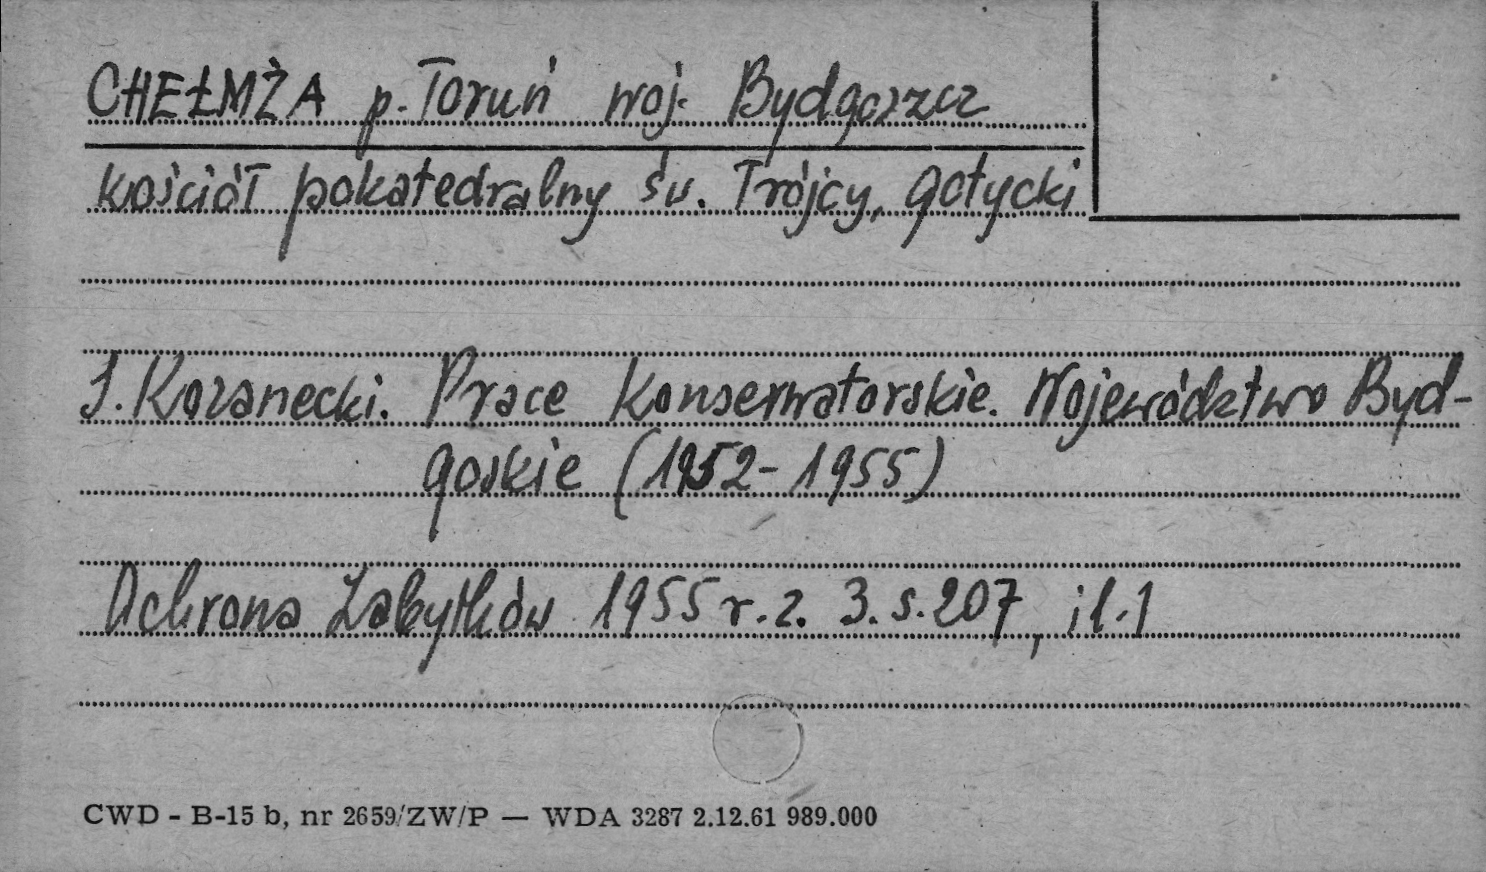 CHEŁMŻA p. Toruń woj. Bydgoszcz
kościół pokatedralny św. Trójcy, gotycki
J. Kozanecki. Prace Konserwatorskie. Województwo Byd-
goskie (1952-1955)
Ochrona Zabytków 1955 r. z. 3. s. 207, il. 1
CWD - B-15 b, nr 2659/ZW/P — WDA 3287 2.12.61 989.000